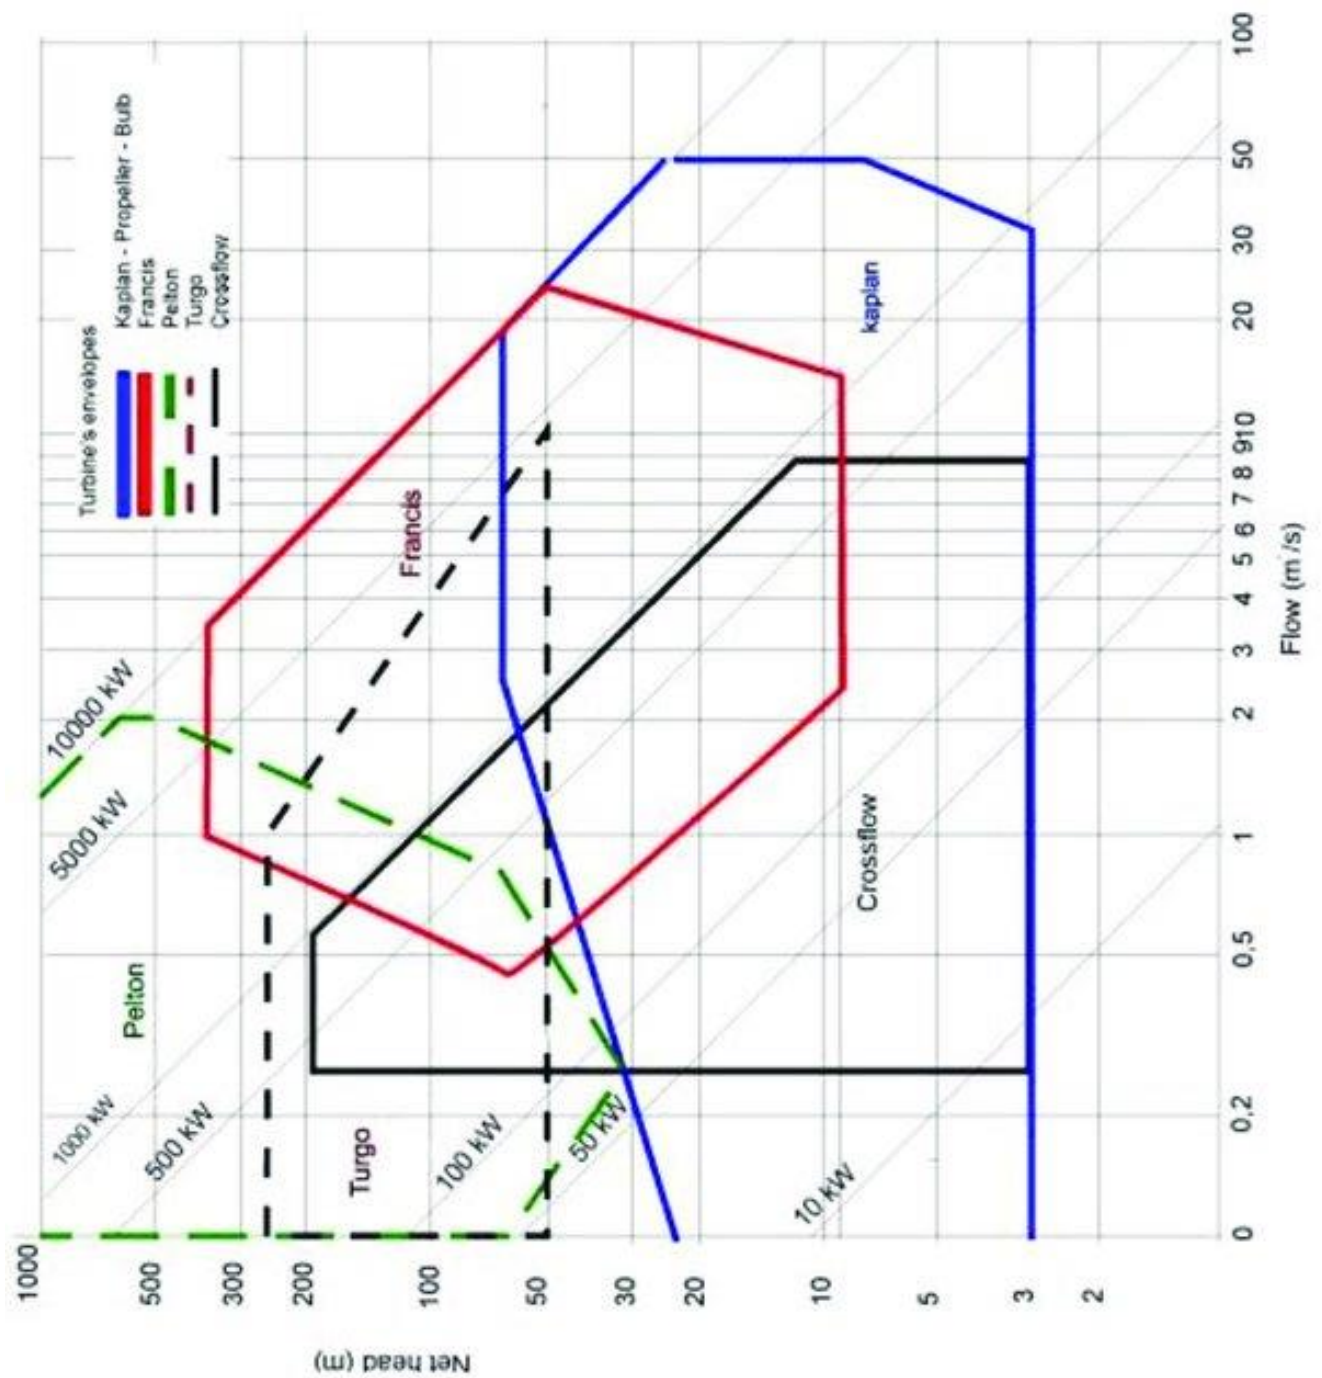 Turbine's envelopes
Kaplan - Propeller - Bulb
Francis
Pelton
Turgo
Crossflow
Net head (m)
1000
500
300
200
100
50
30
20
10
5
3
2
10000 kW
5000 kW
1000 kW
500 kW
100 kW
50 kW
10 kW
Pelton
Turgo
Francis
Crossflow
kaplan
0
0,2
0,5
1
2
3
4
5
6
7
8
910
20
30
50
100
Flow (m /s)